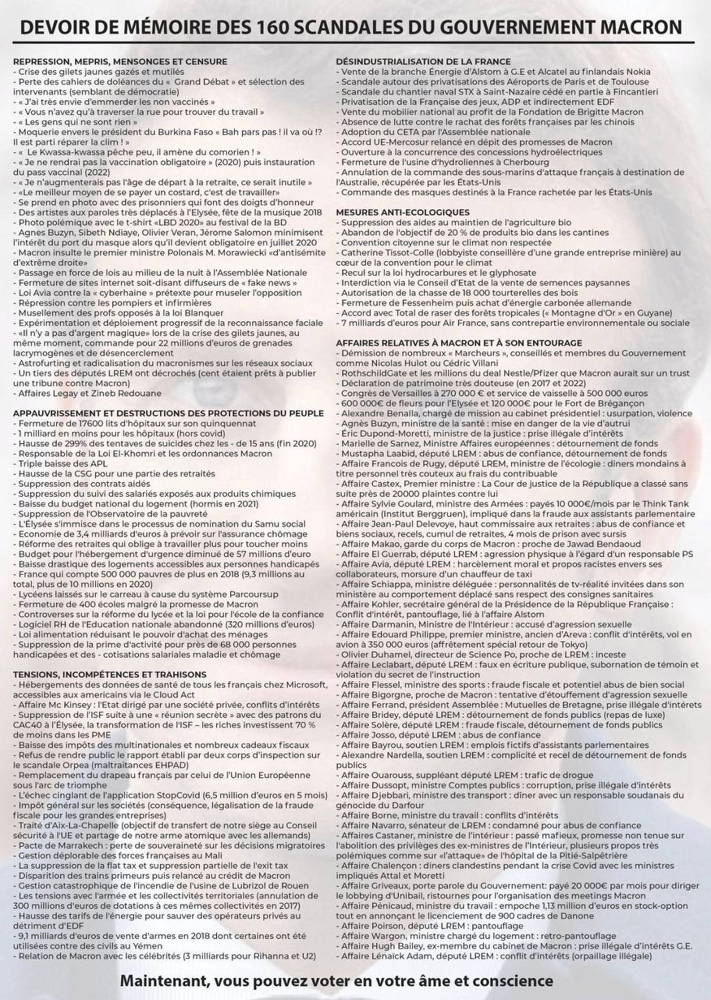 DEVOIR DE MÉMOIRE DES 160 SCANDALES DU GOUVERNEMENT MACRON
REPRESSION, MEPRIS, MENSONGES ET CENSURE
- Crise des gilets jaunes gazés et mutilés
- Perte des cahiers de doléances du «  Grand Débat » et sélection des
intervenants (semblant de démocratie)
- « J'ai très envie d'emmerder les non vaccinés »
- « Vous n'avez qu'à traverser la rue pour trouver du travail »
- « Les gens qui ne sont rien »
- Moquerie envers le président du Burkina Faso « Bah pars pas ! il va où !?
Il est parti réparer la clim ! »
- «  Le Kwassa-kwassa pêche peu, il amène du comorien ! »
- « Je ne rendrai pas la vaccination obligatoire » (2020) puis instauration
du pass vaccinal (2022)
- « Je n'augmenterais pas l'âge de départ à la retraite, ce serait inutile »
- «Le meilleur moyen de se payer un costard, c'est de travailler»
- Se prend en photo avec des prisonniers qui font des doigts d'honneur
- Des artistes aux paroles très déplacés à l'Elysée, fête de la musique 2018
- Photo polémique avec le t-shirt «LBD 2020» au festival de la BD
- Agnes Buzyn, Sibeth Ndiaye, Olivier Veran, Jérome Salomon minimisent
l'intérêt du port du masque alors qu'il devient obligatoire en juillet 2020
- Macron insulte le premier ministre Polonais M. Morawiecki «d'antisémite
d'extrême droite»
- Passage en force de lois au milieu de la nuit à l'Assemblée Nationale
- Fermeture de sites internet soit-disant diffuseurs de « fake news »
- Loi Avia contre la « cyberhaine » prétexte pour museler l'opposition
- Répression contre les pompiers et infirmières
- Musellement des profs opposés à la loi Blanquer
- Expérimentation et déploiement progressif de la reconnaissance faciale
- «Il n'y a pas d'argent magique» lors de la crise des gilets jaunes, au
même moment, commande pour 22 millions d'euros de grenades
lacrymogènes et de désencerclement
- Astrofurting et radicalisation du macronismes sur les réseaux sociaux
- Un tiers des députés LREM ont décrochés (cent étaient prêts à publier
une tribune contre Macron)
- Affaires Legay et Zineb Redouane
APPAUVRISSEMENT ET DESTRUCTIONS DES PROTECTIONS DU PEUPLE
- Fermeture de 17600 lits d'hôpitaux sur son quinquennat
- 1 milliard en moins pour les hôpitaux (hors covid)
- Hausse de 299% des tentaves de suicides chez les - de 15 ans (fin 2020)
- Responsable de la Loi El-Khomri et les ordonnances Macron
- Triple baisse des APL
- Hausse de la CSG pour une partie des retraités
- Suppression des contrats aidés
- Suppression du suivi des salariés exposés aux produits chimiques
- Baisse du budget national du logement (hormis en 2021)
- Suppression de l'Observatoire de la pauvreté
- L'Élysée s'immisce dans le processus de nomination du Samu social
- Economie de 3,4 milliards d'euros à prévoir sur l'assurance chômage
- Réforme des retraites qui oblige à travailler plus pour toucher moins
- Budget pour l'hébergement d'urgence diminué de 57 millions d'euro
- Baisse drastique des logements accessibles aux personnes handicapés
- France qui compte 500 000 pauvres de plus en 2018 (9,3 millions au
total, plus de 10 millions en 2020)
- Lycéens laissés sur le carreau à cause du système Parcoursup
- Fermeture de 400 écoles malgré la promesse de Macron
- Controverses sur la réforme du lycée et la loi pour l'école de la confiance
- Logiciel RH de l'Education nationale abandonné (320 millions d'euros)
- Loi alimentation réduisant le pouvoir d'achat des ménages
- Suppression de la prime d'activité pour près de 68 000 personnes
handicapées et des - cotisations salariales maladie et chômage
TENSIONS, INCOMPÉTENCES ET TRAHISONS
- Hébergements des données de santé de tous les français chez Microsoft,
accessibles aux americains via le Cloud Act
- Affaire Mc Kinsey : l'Etat dirigé par une société privée, conflits d'intérêts
- Suppression de l'ISF suite à une « réunion secrète » avec des patrons du
CAC40 à l'Élysée, la transformation de l'ISF – les riches investissent 70 %
de moins dans les PME
- Baisse des impôts des multinationales et nombreux cadeaux fiscaux
- Refus de rendre public le rapport établi par deux corps d'inspection sur
le scandale Orpea (maltraitances EHPAD)
- Remplacement du drapeau français par celui de l'Union Européenne
sous l'arc de triomphe
- L'échec cinglant de l'application StopCovid (6,5 million d'euros en 5 mois)
- Impôt général sur les sociétés (conséquence, légalisation de la fraude
fiscale pour les grandes entreprises)
- Traité d'Aix-La-Chapelle (objectif de transfert de notre siège au Conseil
sécurité à l'UE et partage de notre arme atomique avec les allemands)
- Pacte de Marrakech : perte de souveraineté sur les décisions migratoires
- Gestion déplorable des forces françaises au Mali
- La suppression de la flat tax et suppression partielle de l'exit tax
- Disparition des trains primeurs puis relancé au crédit de Macron
- Gestion catastrophique de l'incendie de l'usine de Lubrizol de Rouen
- Les tensions avec l'armée et les collectivités territoriales (annulation de
300 millions d'euros de dotations à ces mêmes collectivités en 2017)
- Hausse des tarifs de l'énergie pour sauver des opérateurs privés au
détriment d'EDF
- 9,1 milliards d'euros de vente d'armes en 2018 dont certaines ont été
utilisées contre des civils au Yémen
- Relation de Macron avec les célébrités (3 milliards pour Rihanna et U2)
DÉSINDUSTRIALISATION DE LA FRANCE
- Vente de la branche Énergie d'Alstom à G.E et Alcatel au finlandais Nokia
- Scandale autour des privatisations des Aéroports de Paris et de Toulouse
- Scandale du chantier naval STX à Saint-Nazaire cédé en partie à Fincantieri
- Privatisation de la Française des jeux, ADP et indirectement EDF
- Vente du mobilier national au profit de la Fondation de Brigitte Macron
- Absence de lutte contre le rachat des forêts françaises par les chinois
- Adoption du CETA par l'Assemblée nationale
- Accord UE-Mercosur relancé en dépit des promesses de Macron
- Ouverture à la concurrence des concessions hydroélectriques
- Fermeture de l'usine d'hydroliennes à Cherbourg
- Annulation de la commande des sous-marins d'attaque français à destination de
l'Australie, récupérée par les États-Unis
- Commande des masques destinés à la France rachetée par les États-Unis
MESURES ANTI-ECOLOGIQUES
- Suppression des aides au maintien de l'agriculture bio
- Abandon de l'objectif de 20 % de produits bio dans les cantines
- Convention citoyenne sur le climat non respectée
- Catherine Tissot-Colle (lobbyiste conseillère d'une grande entreprise minière) au
cœur de la convention pour le climat
- Recul sur la loi hydrocarbures et le glyphosate
- Interdiction via le Conseil d'Etat de la vente de semences paysannes
- Autorisation de la chasse de 18 000 tourterelles des bois
- Fermeture de Fessenheim puis achat d'énergie carbonée allemande
- Accord avec Total de raser des forêts tropicales (« Montagne d'Or » en Guyane)
- 7 milliards d'euros pour Air France, sans contrepartie environnementale ou sociale
AFFAIRES RELATIVES À MACRON ET À SON ENTOURAGE
- Démission de nombreux « Marcheurs », conseillés et membres du Gouvernement
comme Nicolas Hulot ou Cédric Villani
- RothschildGate et les millions du deal Nestle/Pfizer que Macron aurait sur un trust
- Déclaration de patrimoine très douteuse (en 2017 et 2022)
- Congrès de Versailles à 270 000 € et service de vaisselle à 500 000 euros
- 600 000€ de fleurs pour l'Elysée et 120 000€ pour le Fort de Brégançon
- Alexandre Benalla, chargé de mission au cabinet présidentiel : usurpation, violence
- Agnès Buzyn, ministre de la santé : mise en danger de la vie d'autrui
- Éric Dupond-Moretti, ministre de la justice : prise illégale d'intérêts
- Marielle de Sarnez, Ministre Affaires européennes : détournement de fonds
- Mustapha Laabid, député LREM : abus de confiance, détournement de fonds
- Affaire Francois de Rugy, député LREM, ministre de l'écologie : diners mondains à
titre personnel très couteux au frais du contribuable
- Affaire Castex, Premier ministre : La Cour de justice de la République a classé sans
suite près de 20000 plaintes contre lui
- Affaire Sylvie Goulard, ministre des Armées : payés 10 000€/mois par le Think Tank
américain (Institut Berggruen), impliqué dans la fraude aux assistants parlementaire
- Affaire Jean-Paul Delevoye, haut commissaire aux retraites : abus de confiance et
biens sociaux, recels, cumul de retraites, 4 mois de prison avec sursis
- Affaire Makao, garde du corps de Macron : proche de Jawad Bendaoud
- Affaire El Guerrab, député LREM : agression physique à l'égard d'un responsable PS
- Affaire Avia, député LREM : harcèlement moral et propos racistes envers ses
collaborateurs, morsure d'un chauffeur de taxi
- Affaire Schiappa, ministre déléguée : personnalités de tv-réalité invitées dans son
ministère au comportement déplacé sans respect des consignes sanitaires
- Affaire Kohler, secrétaire général de la Présidence de la République Française :
Conflit d'intérêt, pantouflage, lié à l'affaire Alstom
- Affaire Darmanin, Ministre de l'Intérieur : accusé d'agression sexuelle
- Affaire Edouard Philippe, premier ministre, ancien d'Areva : conflit d'intérêts, vol en
avion à 350 000 euros (affrêtement spécial retour de Tokyo)
- Olivier Duhamel, directeur de Science Po, proche de LREM : inceste
- Affaire Leclabart, député LREM : faux en écriture publique, subornation de témoin et
violation du secret de l'instruction
- Affaire Flessel, ministre des sports : fraude fiscale et potentiel abus de bien social
- Affaire Bigorgne, proche de Macron : tentative d'étouffement d'agression sexuelle
- Affaire Ferrand, président Assemblée : Mutuelles de Bretagne, prise illégale d'intérets
- Affaire Bridey, député LREM : détournement de fonds publics (repas de luxe)
- Affaire Solère, député LREM : fraude fiscale, détournement de fonds publics
- Affaire Josso, député LREM : abus de confiance
- Affaire Bayrou, soutien LREM : emplois fictifs d'assistants parlementaires
- Alexandre Nardella, soutien LREM : complicité et recel de détournement de fonds
publics
- Affaire Ouarouss, suppléant député LREM : trafic de drogue
- Affaire Dussopt, ministre Comptes publics : corruption, prise illégale d'intérêts
- Affaire Djebbari, ministre des transport : dîner avec un responsable soudanais du
génocide du Darfour
- Affaire Borne, ministre du travail : conflits d'intérêts
- Affaire Navarro, sénateur de LREM : condamné pour abus de confiance
- Affaires Castaner, ministre de l'intérieur : passé mafieux, promesse non tenue sur
l'abolition des privilèges des ex-ministres de l'Intérieur, plusieurs propos très
polémiques comme sur «l'attaque» de l'hôpital de la Pitié-Salpêtrière
- Affaire Chalençon : diners clandestins pendant la crise Covid avec les ministres
impliqués Attal et Moretti
- Affaire Griveaux, porte parole du Gouvernement: payé 20 000€ par mois pour diriger
le lobbying d'Unibail, ristournes pour l'organisation des meetings Macron
- Affaire Pénicaud, ministre du travail : empoche 1,13 million d'euros en stock-option
tout en annonçant le licenciement de 900 cadres de Danone
- Affaire Poirson, député LREM : pantouflage
- Affaire Wargon, ministre chargé du logement : retro-pantouflage
- Affaire Hugh Bailey, ex-membre du cabinet de Macron : prise illégale d'intérêts G.E.
- Affaire Lénaïck Adam, député LREM : conflit d'intérêts (orpaillage illégale)
Maintenant, vous pouvez voter en votre âme et conscience